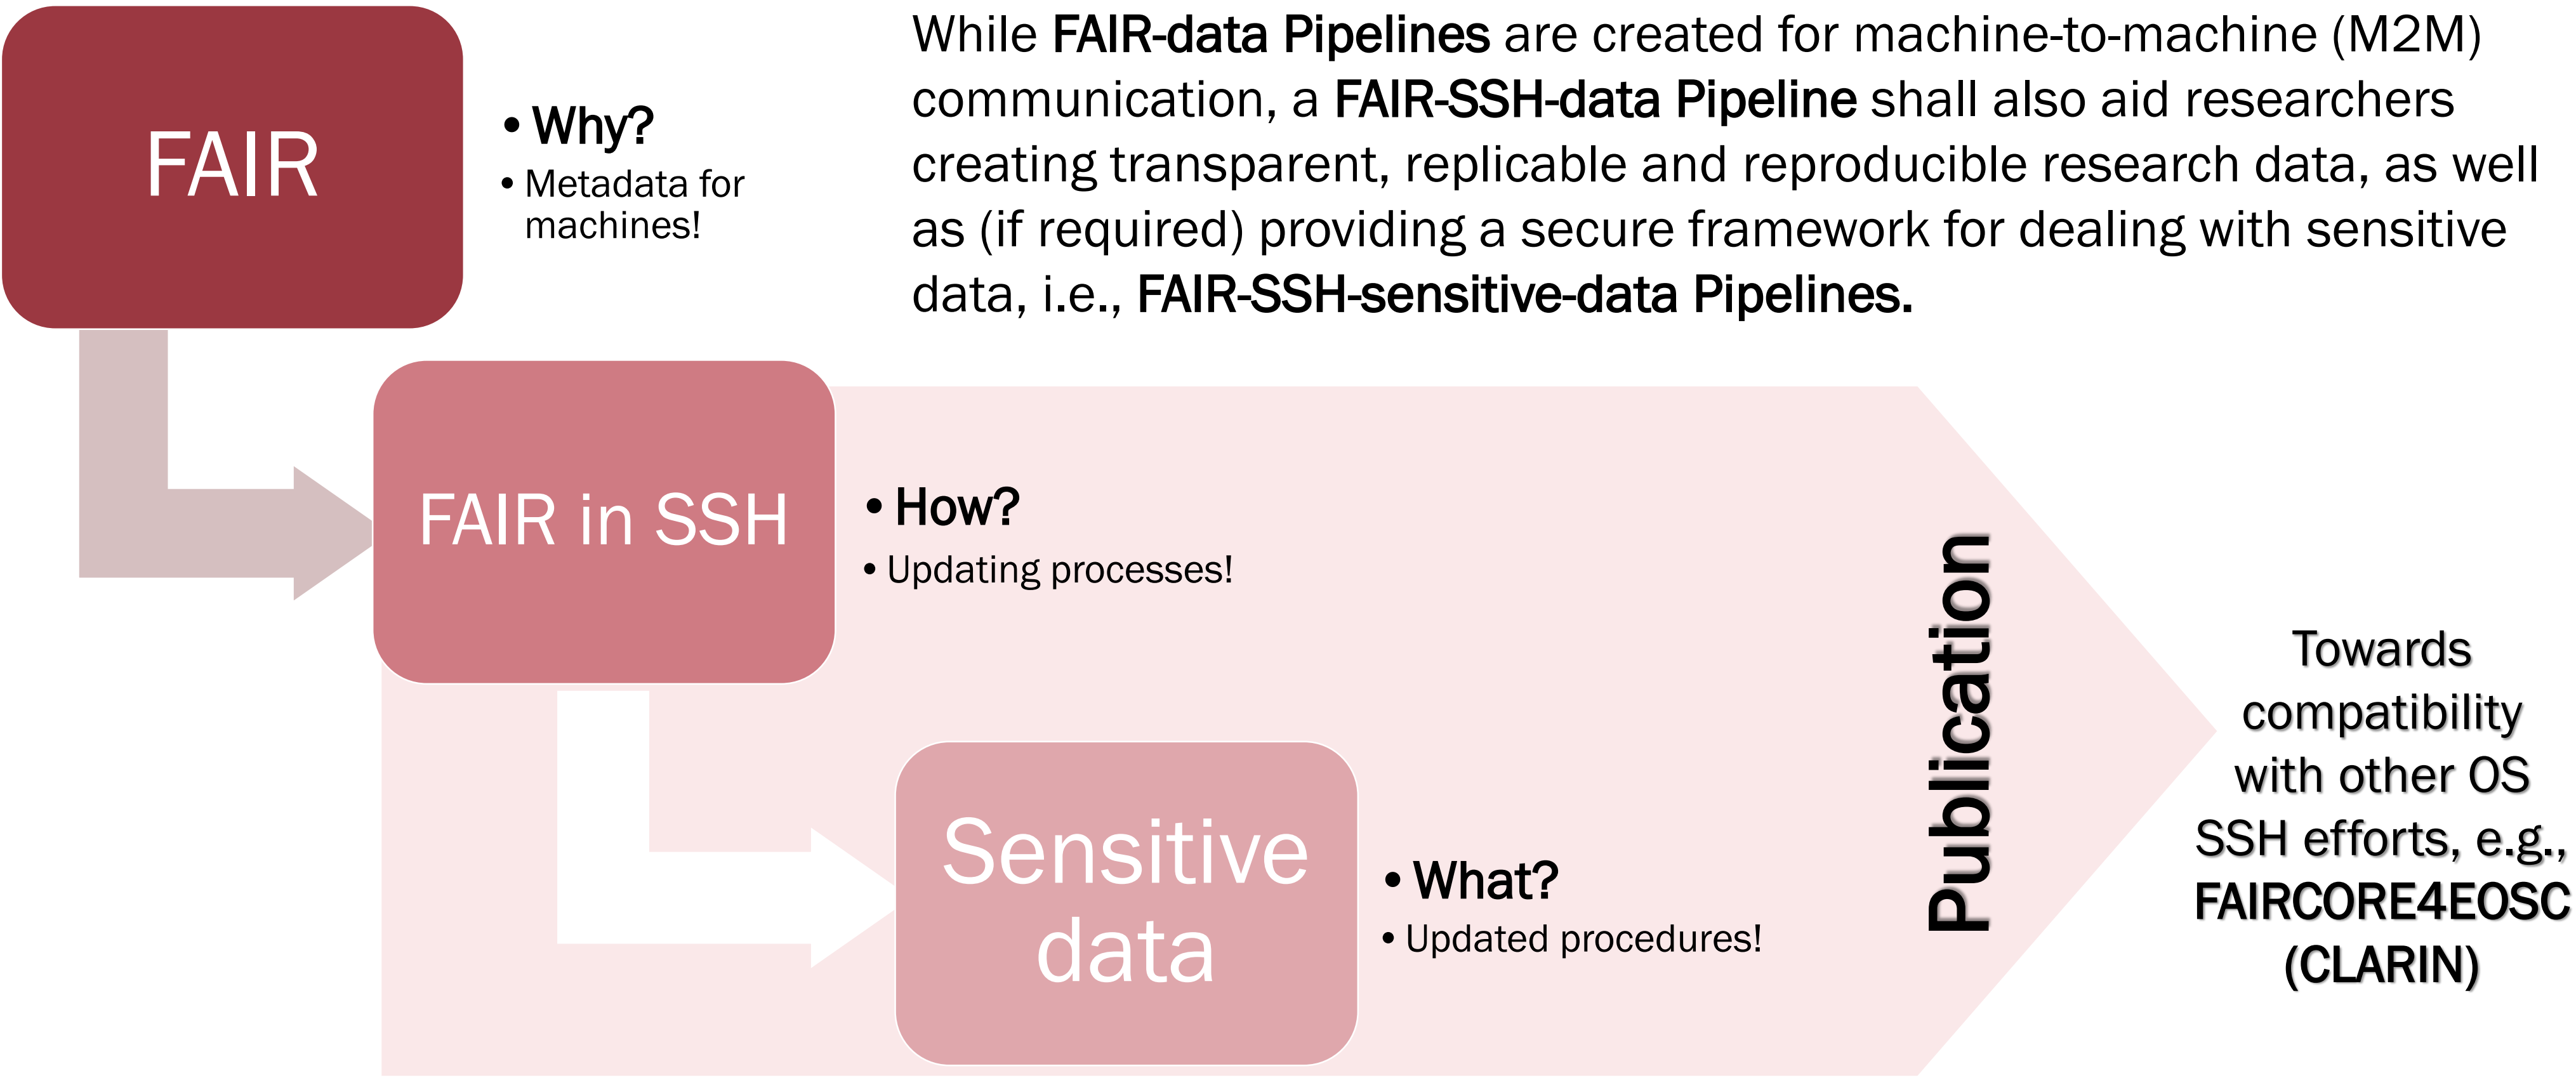 FAIR
• Why?
• Metadata for
machines!
While FAIR-data Pipelines are created for machine-to-machine (M2M)
communication, a FAIR-SSH-data Pipeline shall also aid researchers
creating transparent, replicable and reproducible research data, as well
as (if required) providing a secure framework for dealing with sensitive
data, i.e., FAIR-SSH-sensitive-data Pipelines.
FAIR in SSH
• How?
• Updating processes!
Sensitive
data
• What?
• Updated procedures!
Publication
Towards
compatibility
with other OS
SSH efforts, e.g.,
FAIRCORE4EOSC
(CLARIN)